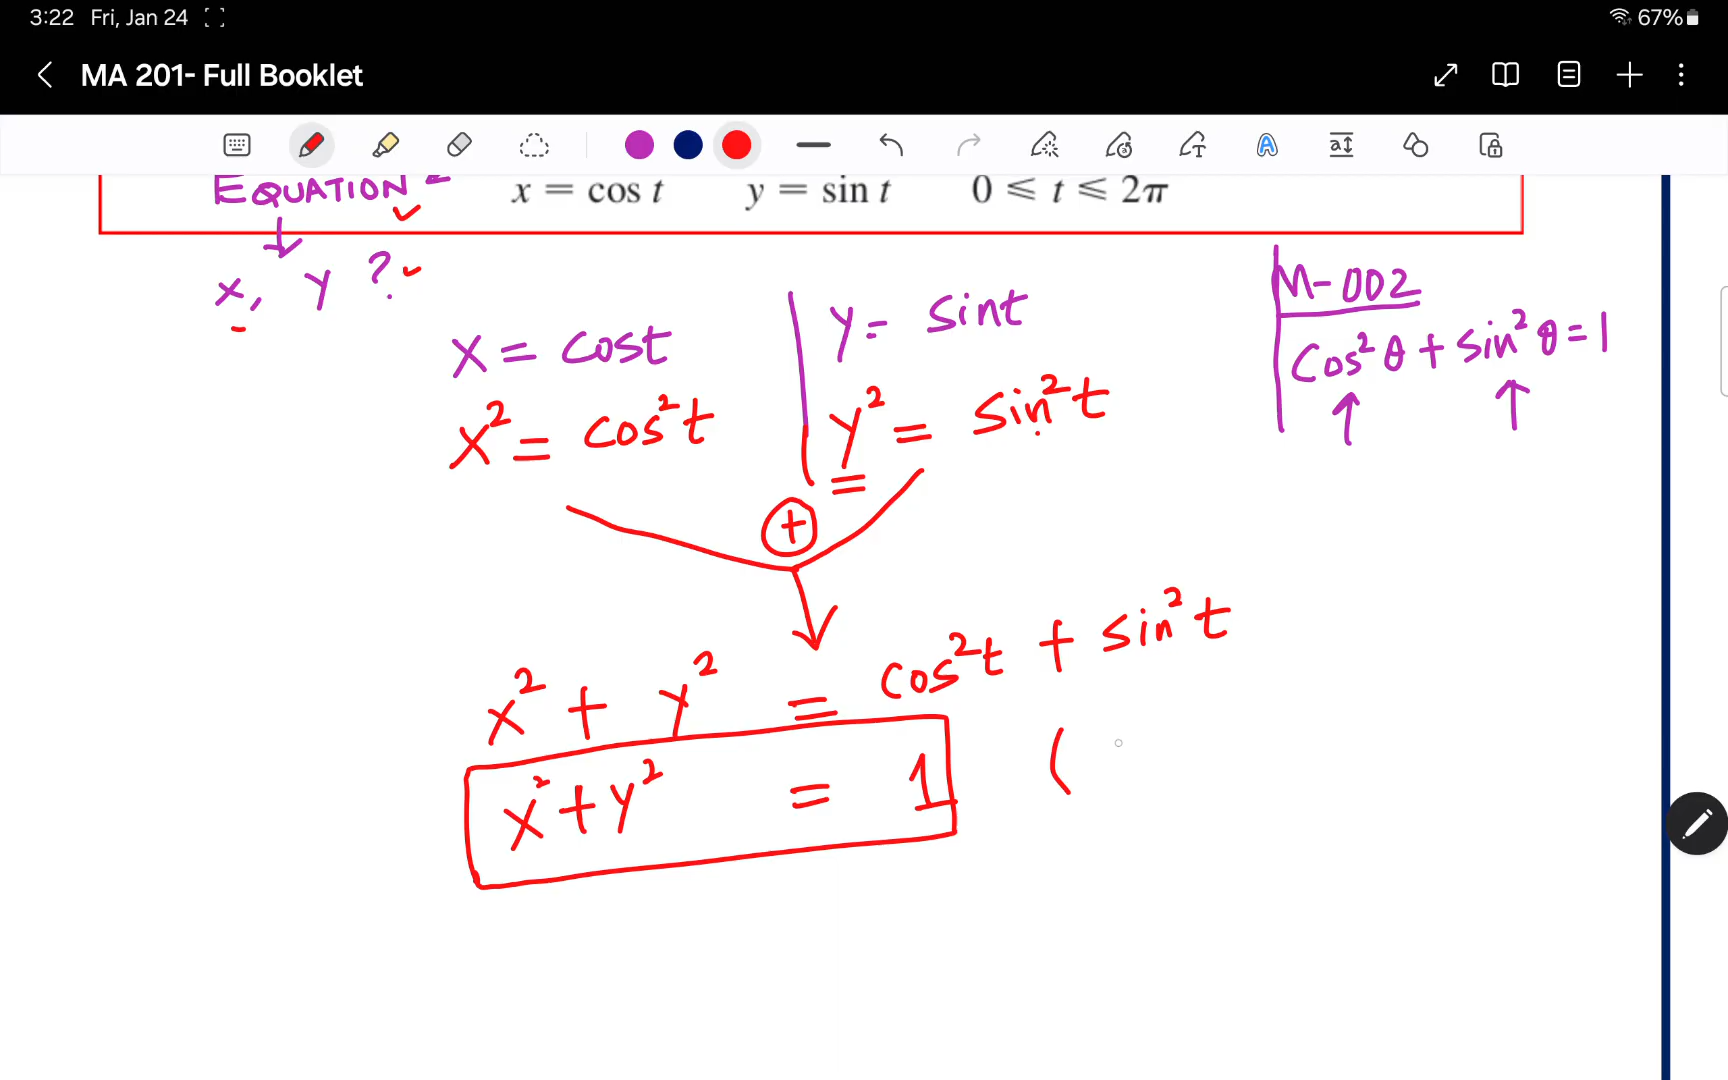 3:22 Fri, Jan 24
67%
MA 201- Full Booklet
EQUATION
x = cos t y = sin t 0 ⩽ t ⩽ 2π
x, y ?
M-002
x = cost
y = sint
cos²θ + sin²θ = 1
x² = cos²t
y² = sin²t
+
x² + y² = cos²t + sin²t
x² + y² = 1 (